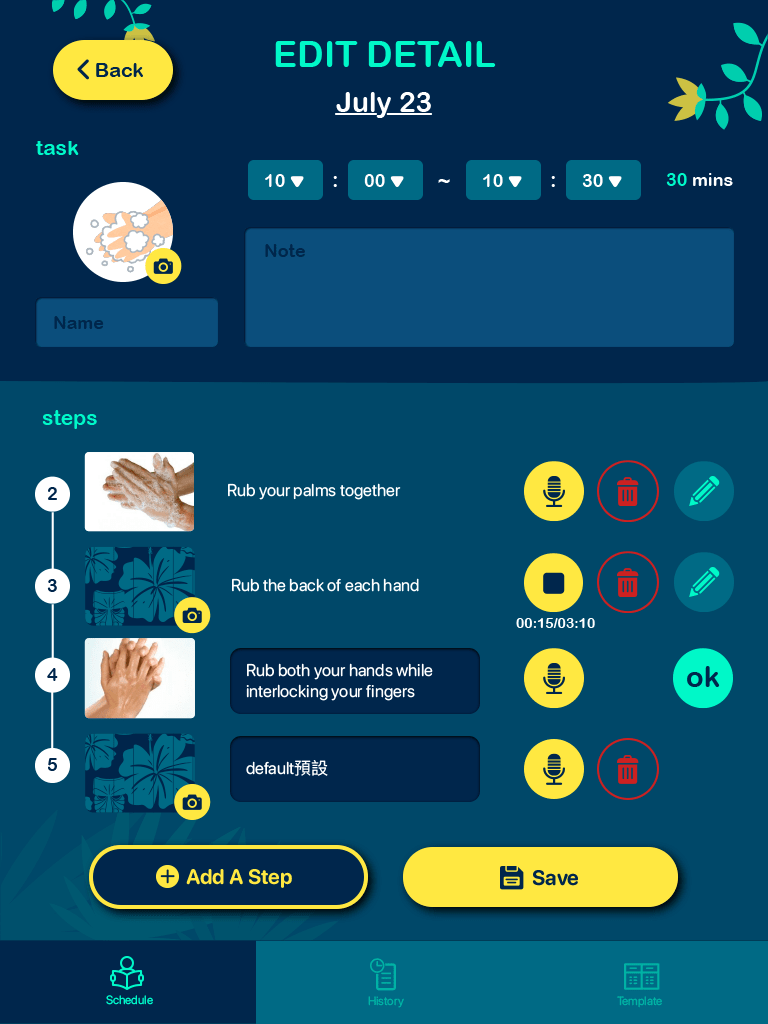 Back
EDIT DETAIL
July 23
task
10 : 00 ~ 10 : 30 30 mins
Note
Name
steps
2 Rub your palms together
3 Rub the back of each hand
00:15/03:10
4 Rub both your hands while
interlocking your fingers
ok
5 default預設
Add A Step
Save
Schedule
History
Template